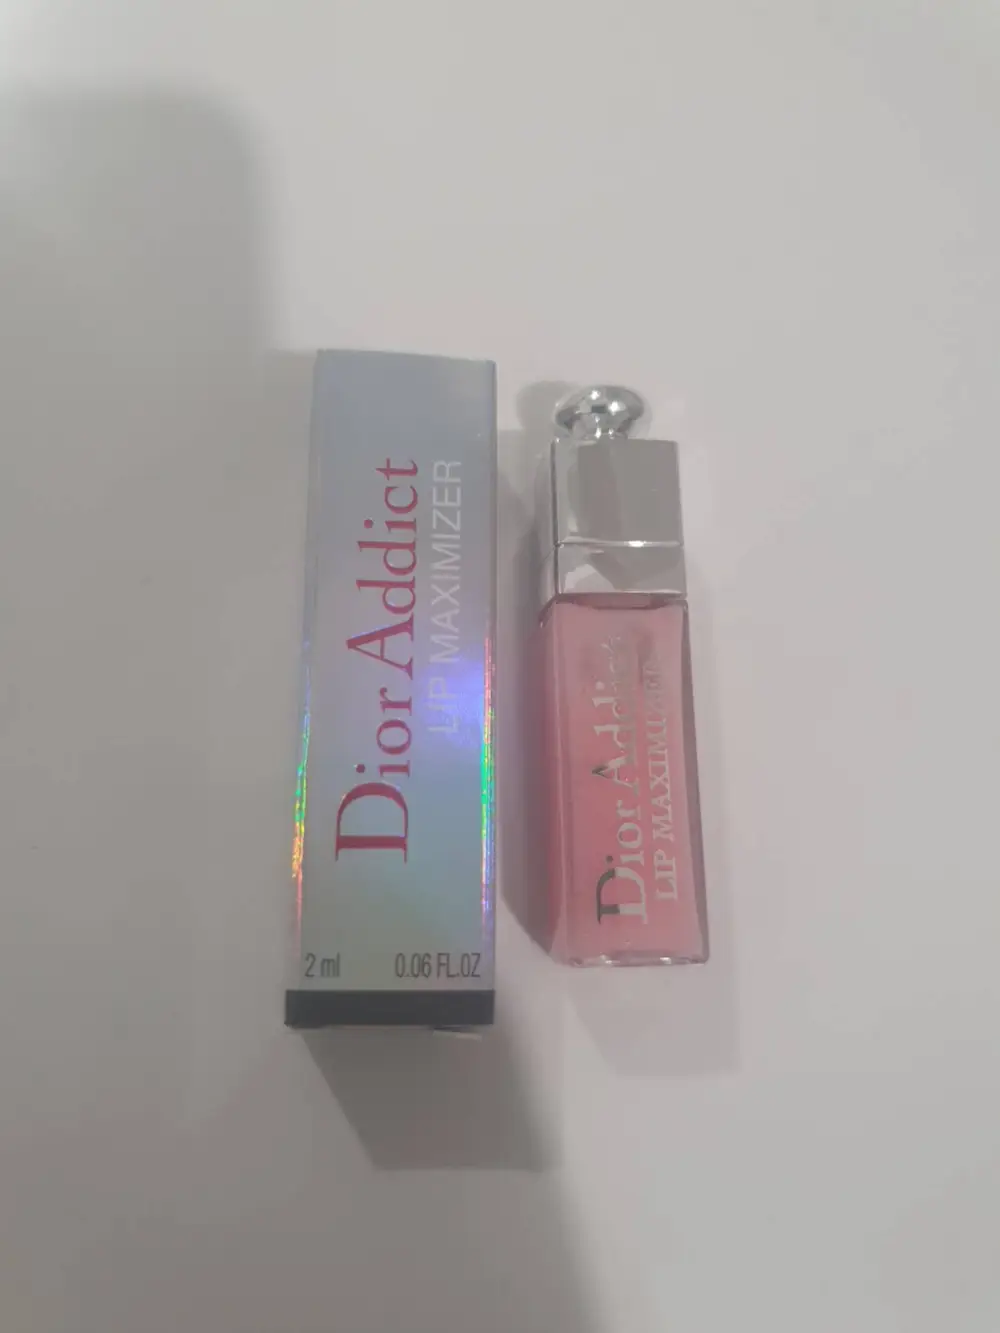 Dior Addict
LIP MAXIMIZER
2 ml 0.06 FL.OZ
Dior Addict
LIP MAXIMIZER